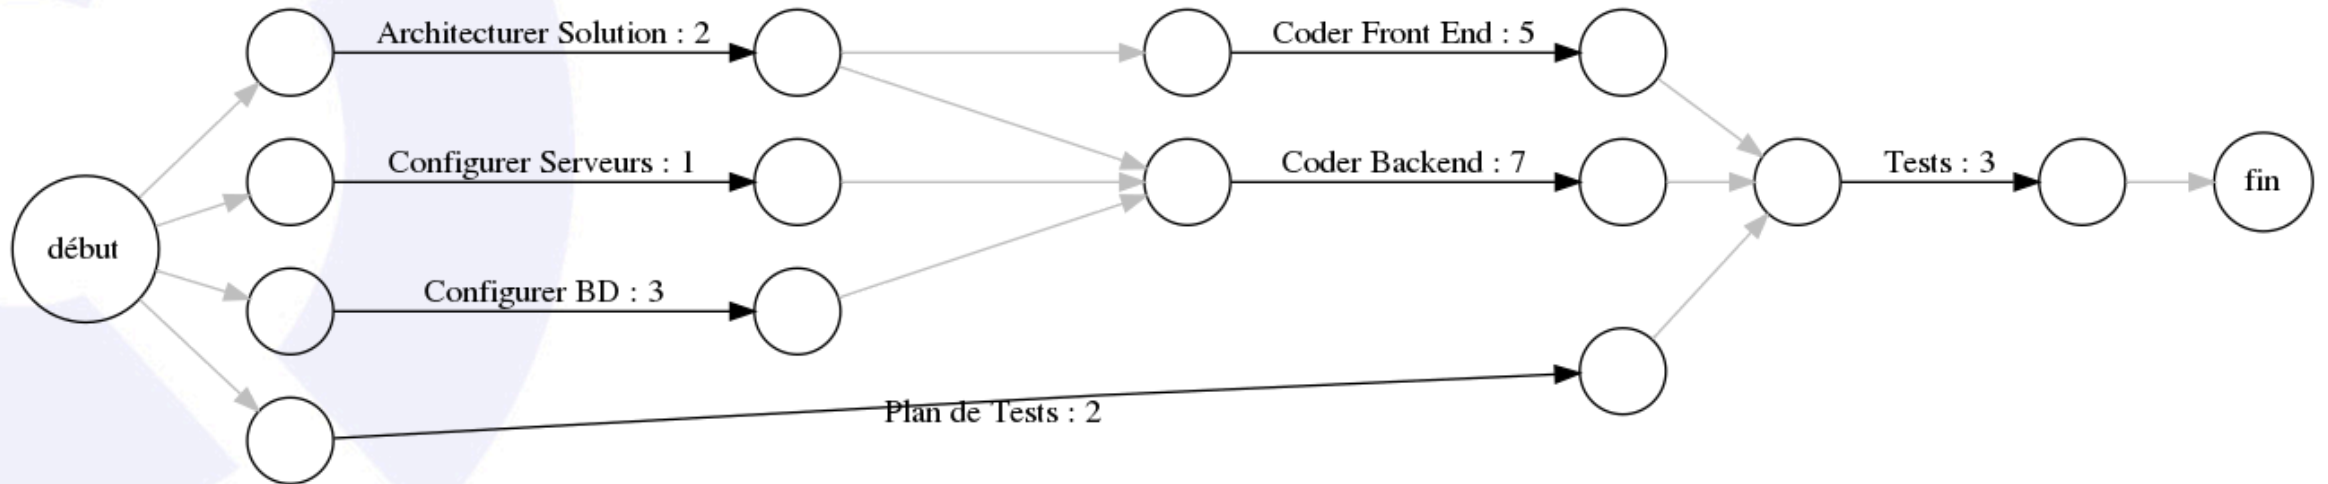 Architecturer Solution : 2
Coder Front End : 5
Configurer Serveurs : 1
Coder Backend : 7
Tests : 3
fin
début
Configurer BD : 3
Plan de Tests : 2